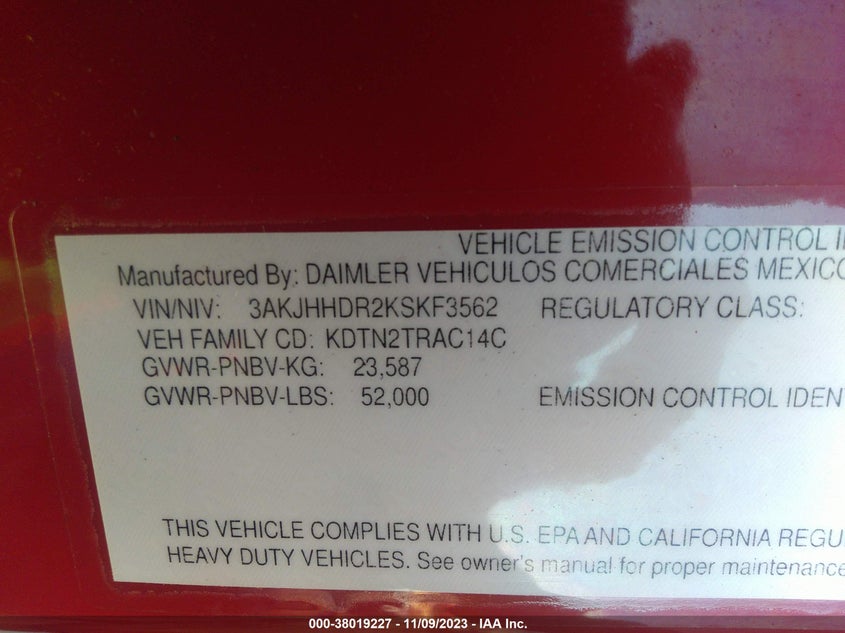 VEHICLE EMISSION CONTROL
Manufactured By: DAIMLER VEHICULOS COMERCIALES MEXICO
VIN/NIV: 3AKJHHDR2KSKF3562 REGULATORY CLASS:
VEH FAMILY CD: KDTN2TRAC14C
GVWR-PNBV-KG: 23,587
GVWR-PNBV-LBS: 52,000 EMISSION CONTROL IDEN
THIS VEHICLE COMPLIES WITH U.S. EPA AND CALIFORNIA REGU
HEAVY DUTY VEHICLES. See owner's manual for proper maintenance
000-38019227 - 11/09/2023 - IAA Inc.